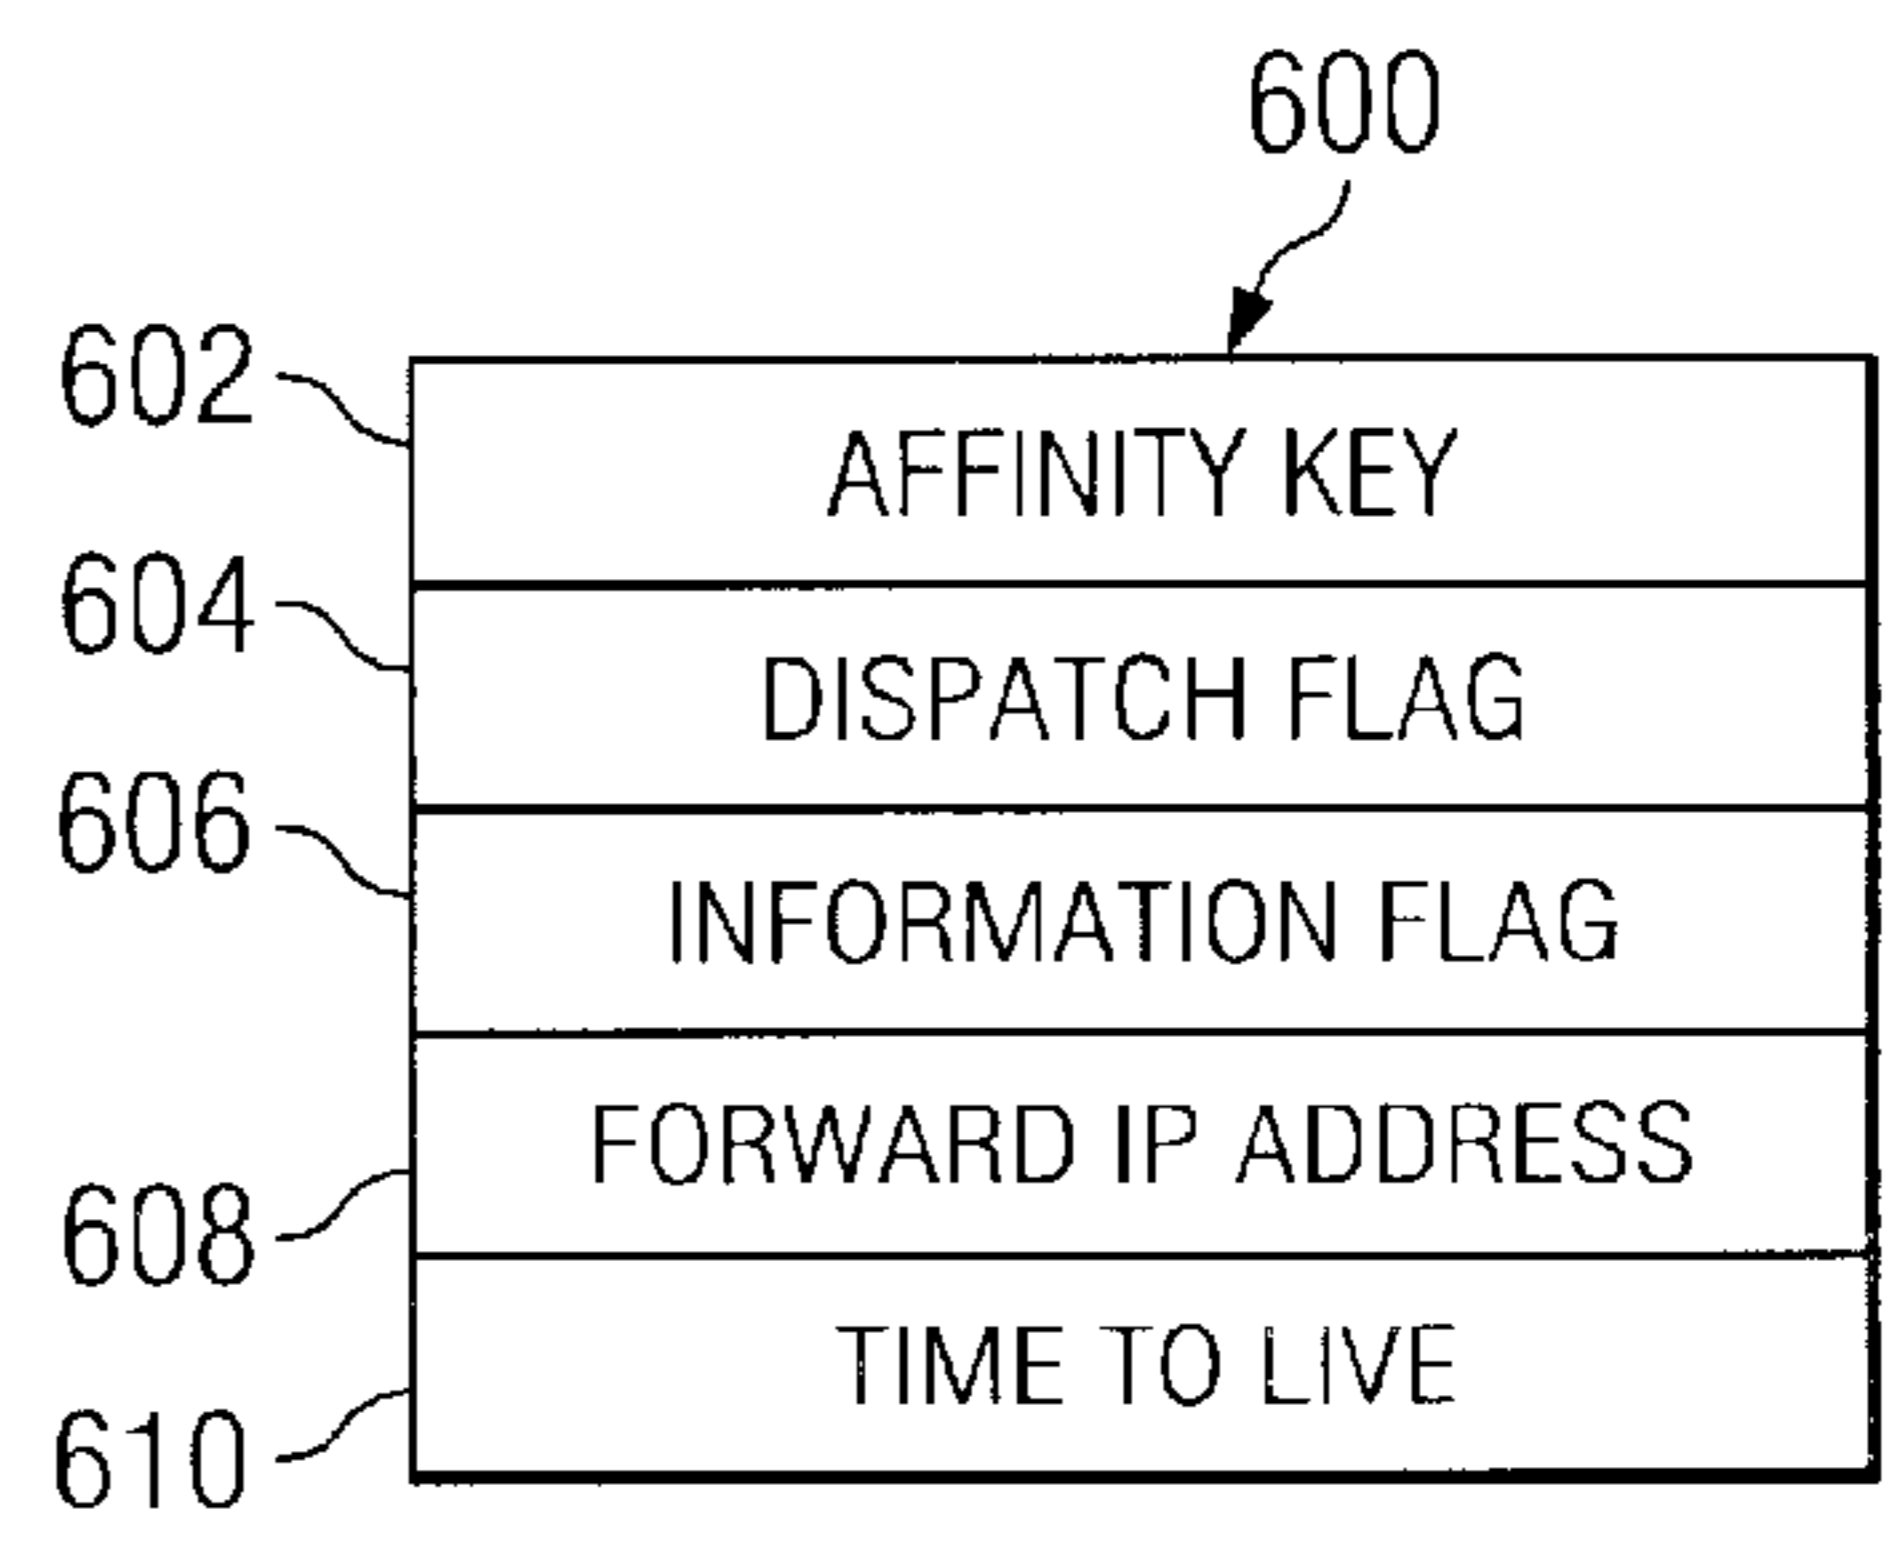 600
602 AFFINITY KEY
604 DISPATCH FLAG
606 INFORMATION FLAG
608 FORWARD IP ADDRESS
610 TIME TO LIVE